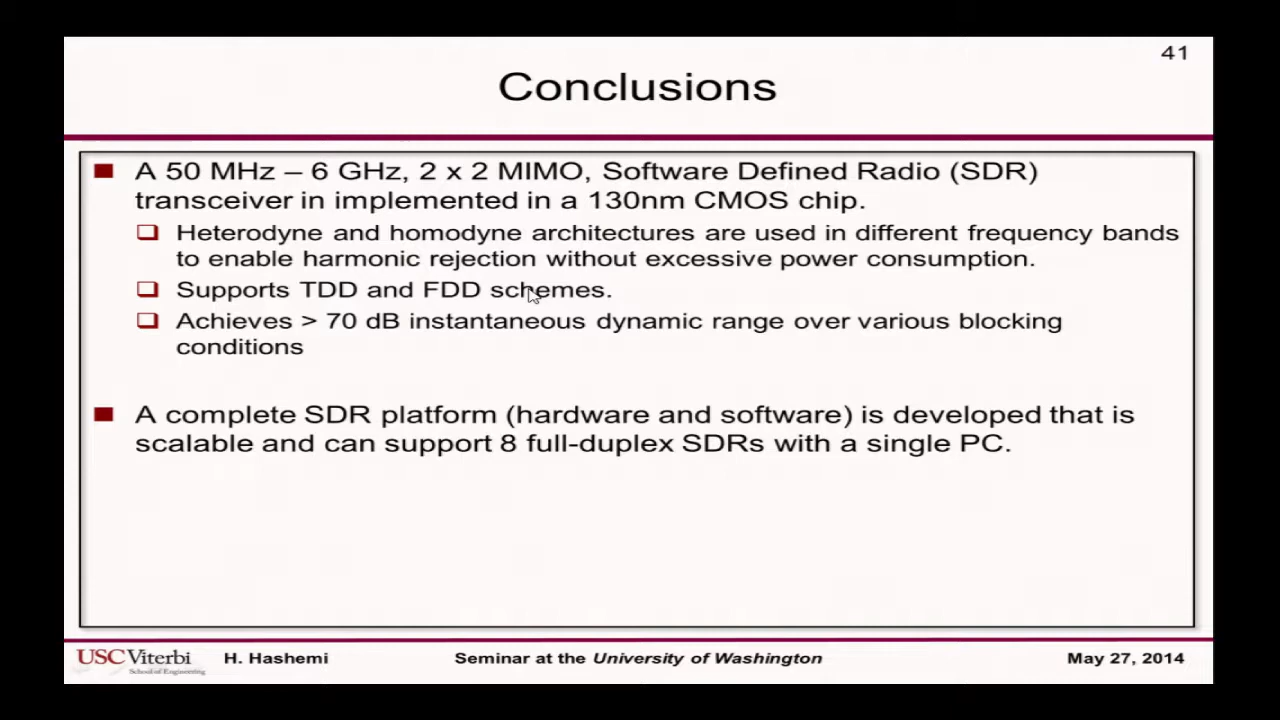 41
Conclusions
A 50 MHz – 6 GHz, 2 x 2 MIMO, Software Defined Radio (SDR)
transceiver in implemented in a 130nm CMOS chip.
Heterodyne and homodyne architectures are used in different frequency bands
to enable harmonic rejection without excessive power consumption.
Supports TDD and FDD schemes.
Achieves > 70 dB instantaneous dynamic range over various blocking
conditions
A complete SDR platform (hardware and software) is developed that is
scalable and can support 8 full-duplex SDRs with a single PC.
USC Viterbi
School of Engineering
H. Hashemi
Seminar at the University of Washington
May 27, 2014